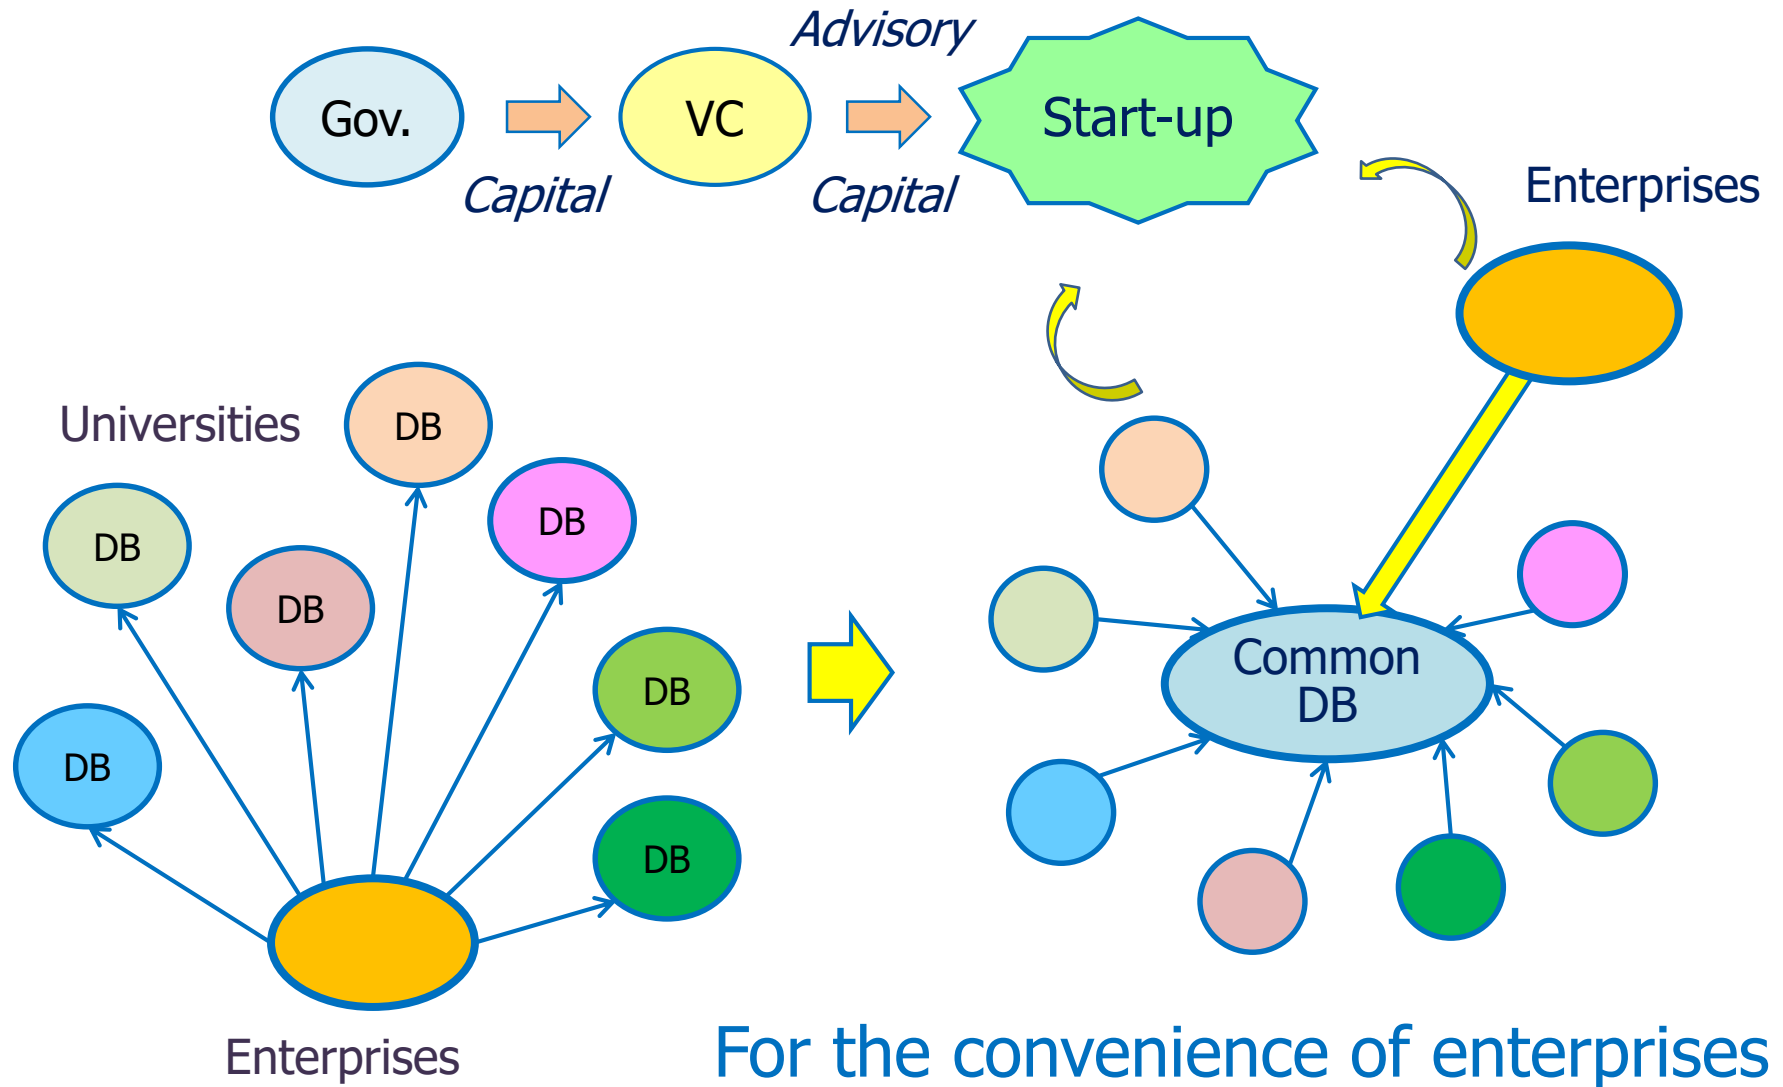 Advisory
Gov.
VC
Start-up
Capital
Capital
Enterprises
Universities
DB
DB
DB
DB
DB
DB
DB
Common
DB
Enterprises
For the convenience of enterprises